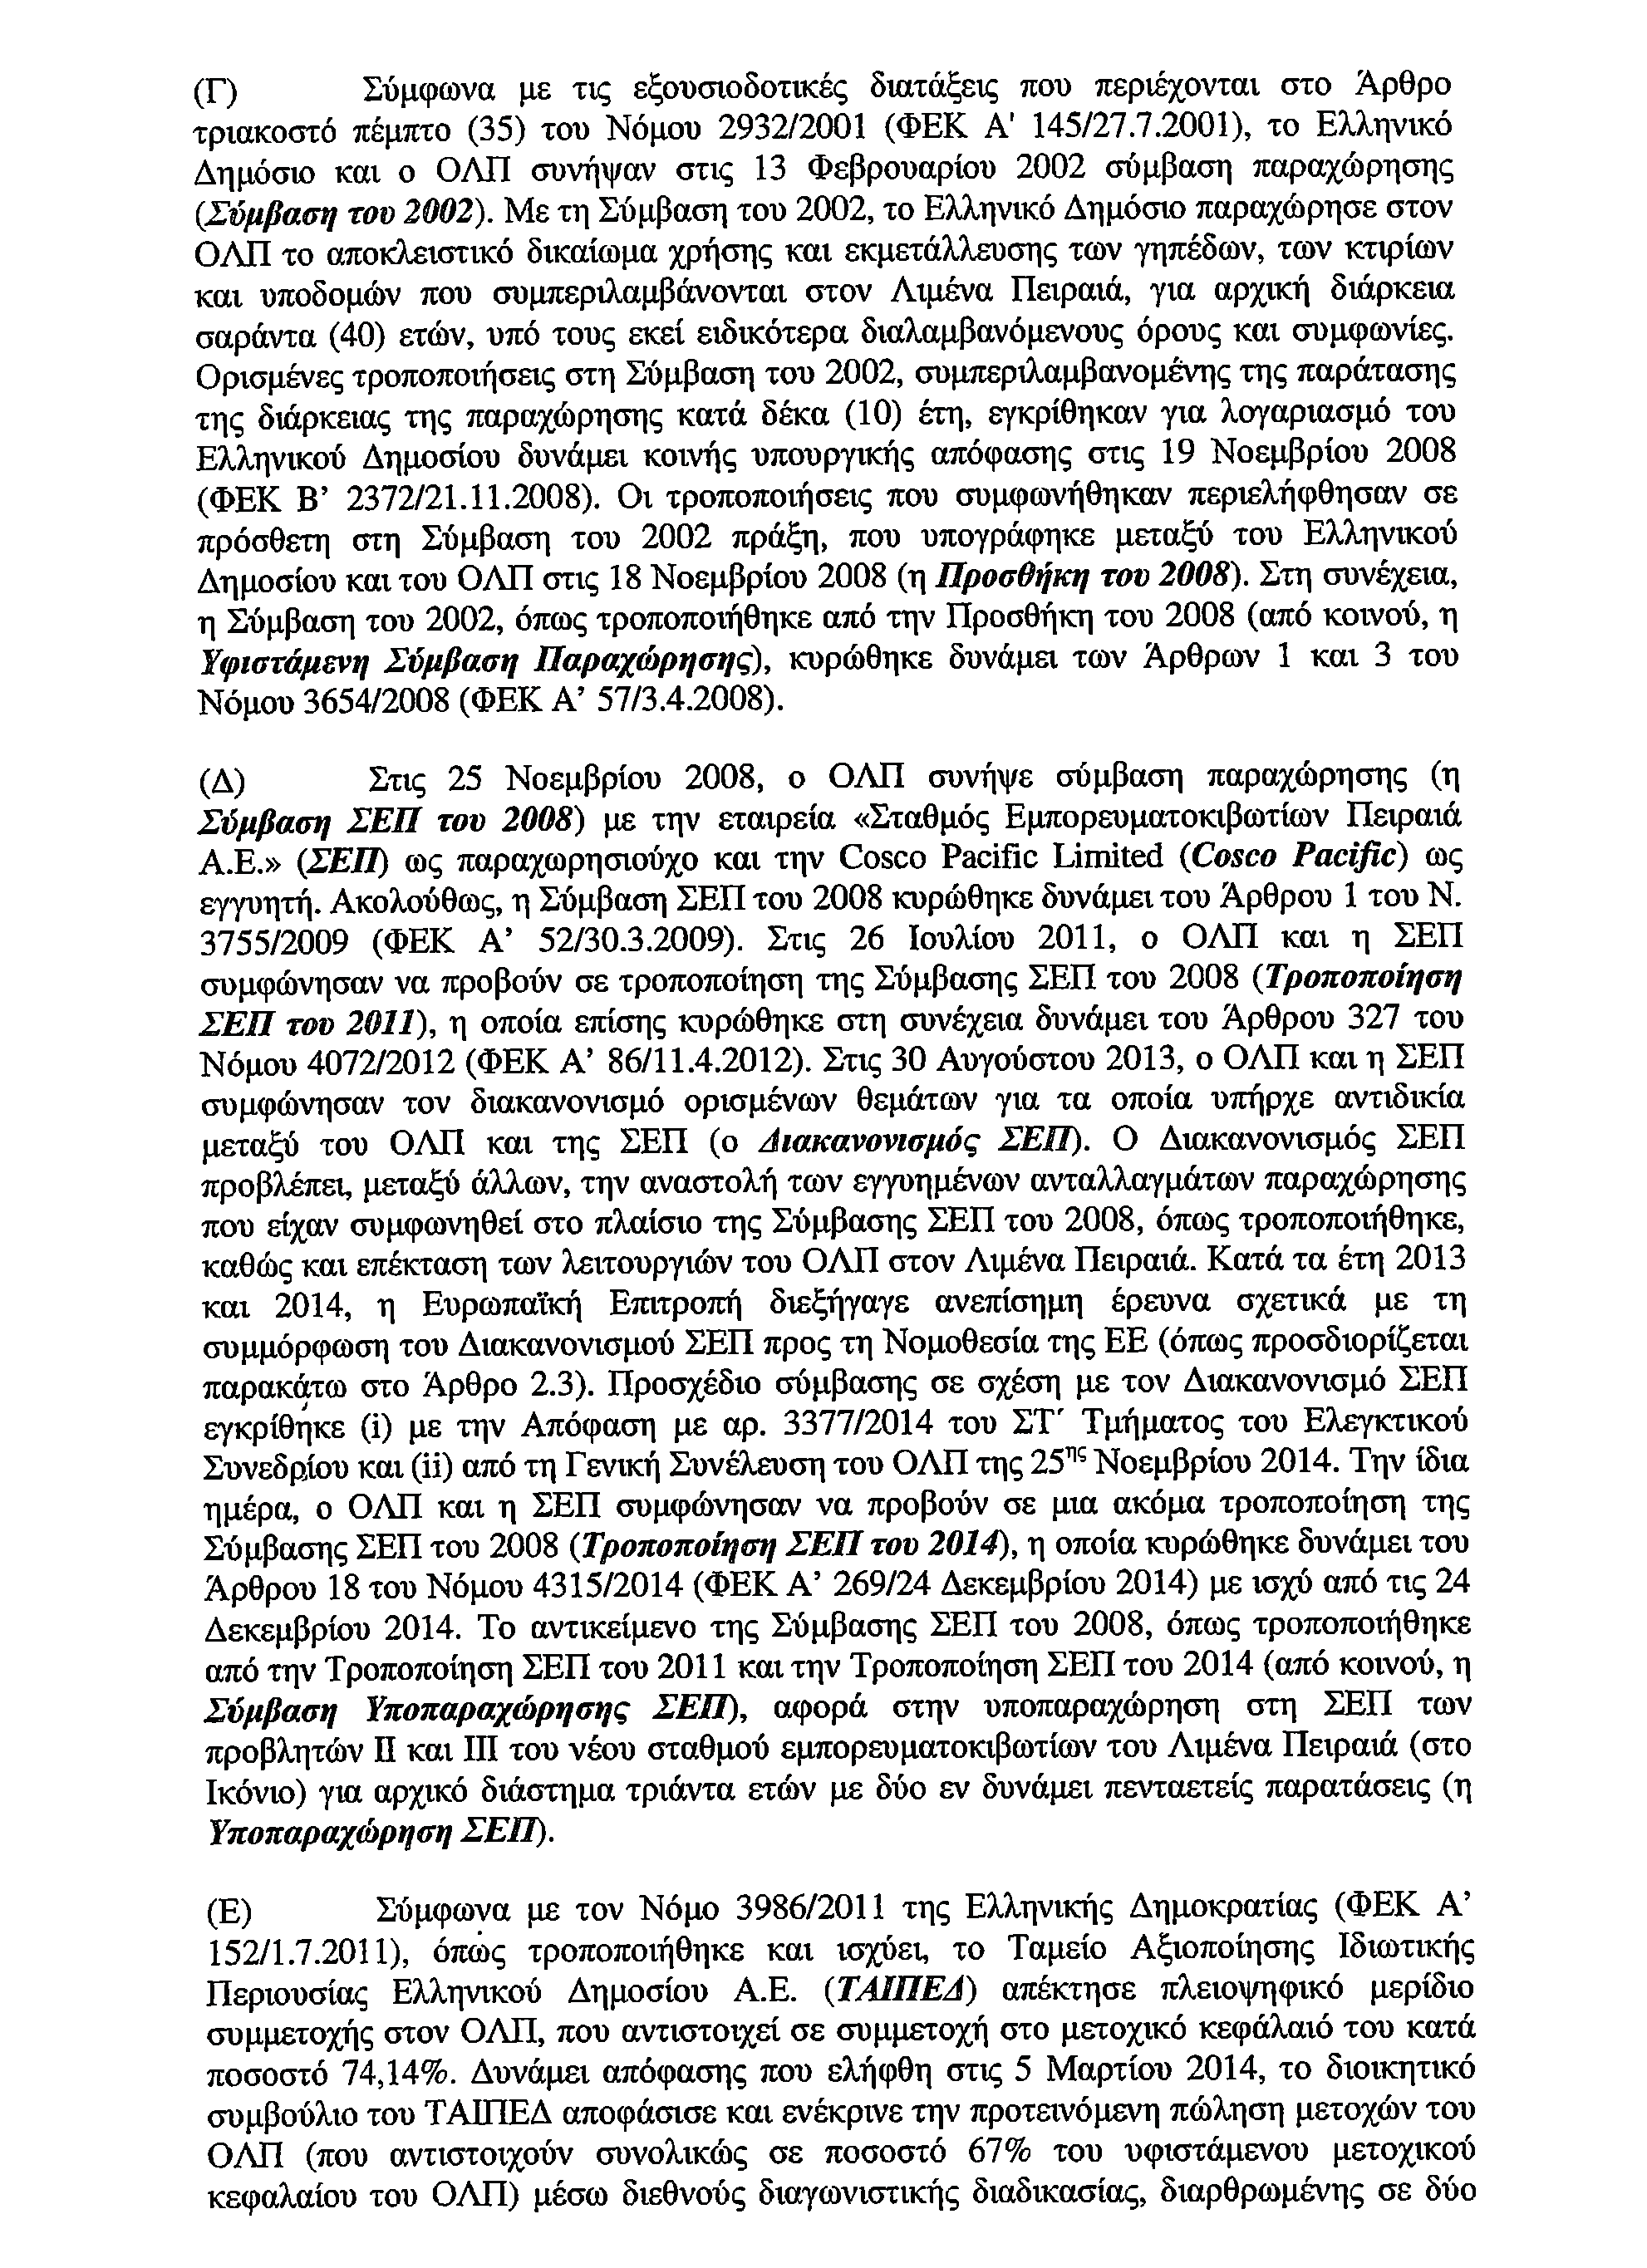 (Γ) Σύμφωνα με τις εξουσιοδοτικές διατάξεις που περιέχονται στο Άρθρο
τριακοστό πέμπτο (35) του Νόμου 2932/2001 (ΦΕΚ Α' 145/27.7.2001), το Ελληνικό
Δημόσιο και ο ΟΛΠ συνήψαν στις 13 Φεβρουαρίου 2002 σύμβαση παραχώρησης
(Σύμβαση του 2002). Με τη Σύμβαση του 2002, το Ελληνικό Δημόσιο παραχώρησε στον
ΟΛΠ το αποκλειστικό δικαίωμα χρήσης και εκμετάλλευσης των γηπέδων, των κτιρίων
και υποδομών που συμπεριλαμβάνονται στον Λιμένα Πειραιά, για αρχική διάρκεια
σαράντα (40) ετών, υπό τους εκεί ειδικότερα διαλαμβανόμενους όρους και συμφωνίες.
Ορισμένες τροποποιήσεις στη Σύμβαση του 2002, συμπεριλαμβανομένης της παράτασης
της διάρκειας της παραχώρησης κατά δέκα (10) έτη, εγκρίθηκαν για λογαριασμό του
Ελληνικού Δημοσίου δυνάμει κοινής υπουργικής απόφασης στις 19 Νοεμβρίου 2008
(ΦΕΚ Β’ 2372/21.11.2008). Οι τροποποιήσεις που συμφωνήθηκαν περιελήφθησαν σε
πρόσθετη στη Σύμβαση του 2002 πράξη, που υπογράφηκε μεταξύ του Ελληνικού
Δημοσίου και του ΟΛΠ στις 18 Νοεμβρίου 2008 (η Προσθήκη του 2008). Στη συνέχεια,
η Σύμβαση του 2002, όπως τροποποιήθηκε από την Προσθήκη του 2008 (από κοινού, η
Υφιστάμενη Σύμβαση Παραχώρησης), κυρώθηκε δυνάμει των Άρθρων 1 και 3 του
Νόμου 3654/2008 (ΦΕΚ Α’ 57/3.4.2008).
(Δ) Στις 25 Νοεμβρίου 2008, ο ΟΛΠ συνήψε σύμβαση παραχώρησης (η
Σύμβαση ΣΕΠ του 2008) με την εταιρεία «Σταθμός Εμπορευματοκιβωτίων Πειραιά
Α.Ε.» (ΣΕΠ) ως παραχωρησιούχο και την Cosco Pacific Limited (Cosco Pacific) ως
εγγυητή. Ακολούθως, η Σύμβαση ΣΕΠ του 2008 κυρώθηκε δυνάμει του Άρθρου 1 του Ν.
3755/2009 (ΦΕΚ Α’ 52/30.3.2009). Στις 26 Ιουλίου 2011, ο ΟΛΠ και η ΣΕΠ
συμφώνησαν να προβούν σε τροποποίηση της Σύμβασης ΣΕΠ του 2008 (Τροποποίηση
ΣΕΠ του 2011), η οποία επίσης κυρώθηκε στη συνέχεια δυνάμει του Άρθρου 327 του
Νόμου 4072/2012 (ΦΕΚ Α’ 86/11.4.2012). Στις 30 Αυγούστου 2013, ο ΟΛΠ και η ΣΕΠ
συμφώνησαν τον διακανονισμό ορισμένων θεμάτων για τα οποία υπήρχε αντιδικία
μεταξύ του ΟΛΠ και της ΣΕΠ (ο Διακανονισμός ΣΕΠ). Ο Διακανονισμός ΣΕΠ
προβλέπει, μεταξύ άλλων, την αναστολή των εγγυημένων ανταλλαγμάτων παραχώρησης
που είχαν συμφωνηθεί στο πλαίσιο της Σύμβασης ΣΕΠ του 2008, όπως τροποποιήθηκε,
καθώς και επέκταση των λειτουργιών του ΟΛΠ στον Λιμένα Πειραιά. Κατά τα έτη 2013
και 2014, η Ευρωπαϊκή Επιτροπή διεξήγαγε ανεπίσημη έρευνα σχετικά με τη
συμμόρφωση του Διακανονισμού ΣΕΠ προς τη Νομοθεσία της ΕΕ (όπως προσδιορίζεται
παρακάτω στο Άρθρο 2.3). Προσχέδιο σύμβασης σε σχέση με τον Διακανονισμό ΣΕΠ
εγκρίθηκε (i) με την Απόφαση με αρ. 3377/2014 του ΣΤ' Τμήματος του Ελεγκτικού
Συνεδρίου και (ii) από τη Γενική Συνέλευση του ΟΛΠ της 25ης Νοεμβρίου 2014. Την ίδια
ημέρα, ο ΟΛΠ και η ΣΕΠ συμφώνησαν να προβούν σε μια ακόμα τροποποίηση της
Σύμβασης ΣΕΠ του 2008 (Τροποποίηση ΣΕΠ του 2014), η οποία κυρώθηκε δυνάμει του
Άρθρου 18 του Νόμου 4315/2014 (ΦΕΚ Α’ 269/24 Δεκεμβρίου 2014) με ισχύ από τις 24
Δεκεμβρίου 2014. Το αντικείμενο της Σύμβασης ΣΕΠ του 2008, όπως τροποποιήθηκε
από την Τροποποίηση ΣΕΠ του 2011 και την Τροποποίηση ΣΕΠ του 2014 (από κοινού, η
Σύμβαση Υποπαραχώρησης ΣΕΠ), αφορά στην υποπαραχώρηση στη ΣΕΠ των
προβλητών ΙΙ και ΙΙΙ του νέου σταθμού εμπορευματοκιβωτίων του Λιμένα Πειραιά (στο
Ικόνιο) για αρχικό διάστημα τριάντα ετών με δύο εν δυνάμει πενταετείς παρατάσεις (η
Υποπαραχώρηση ΣΕΠ).
(Ε) Σύμφωνα με τον Νόμο 3986/2011 της Ελληνικής Δημοκρατίας (ΦΕΚ Α’
152/1.7.2011), όπως τροποποιήθηκε και ισχύει, το Ταμείο Αξιοποίησης Ιδιωτικής
Περιουσίας Ελληνικού Δημοσίου Α.Ε. (ΤΑΙΠΕΔ) απέκτησε πλειοψηφικό μερίδιο
συμμετοχής στον ΟΛΠ, που αντιστοιχεί σε συμμετοχή στο μετοχικό κεφάλαιό του κατά
ποσοστό 74,14%. Δυνάμει απόφασης που ελήφθη στις 5 Μαρτίου 2014, το διοικητικό
συμβούλιο του ΤΑΙΠΕΔ αποφάσισε και ενέκρινε την προτεινόμενη πώληση μετοχών του
ΟΛΠ (που αντιστοιχούν συνολικώς σε ποσοστό 67% του υφιστάμενου μετοχικού
κεφαλαίου του ΟΛΠ) μέσω διεθνούς διαγωνιστικής διαδικασίας, διαρθρωμένης σε δύο